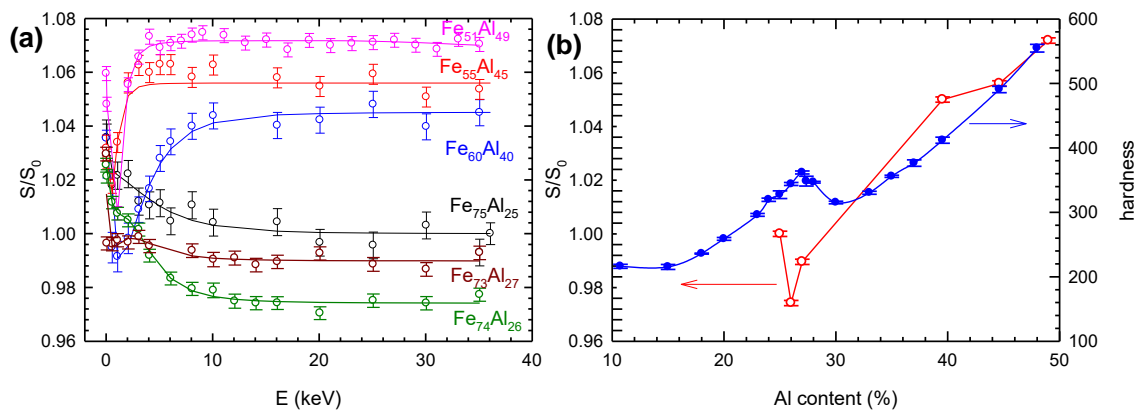 (a)
S/S0
1.08
1.06
1.04
1.02
1.00
0.98
0.96
Fe51Al49
Fe55Al45
Fe60Al40
Fe75Al25
Fe73Al27
Fe74Al26
0 10 20 30 40
E (keV)
(b)
S/S0
1.08
1.06
1.04
1.02
1.00
0.98
0.96
600
500
400
300
200
100
hardness
10 20 30 40 50
Al content (%)